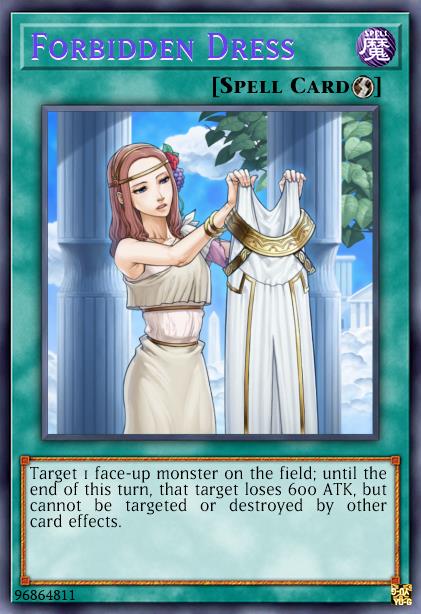 Forbidden Dress
SPELL
魔
[Spell Card]
Target 1 face-up monster on the field; until the
end of this turn, that target loses 600 ATK, but
cannot be targeted or destroyed by other
card effects.
96864811